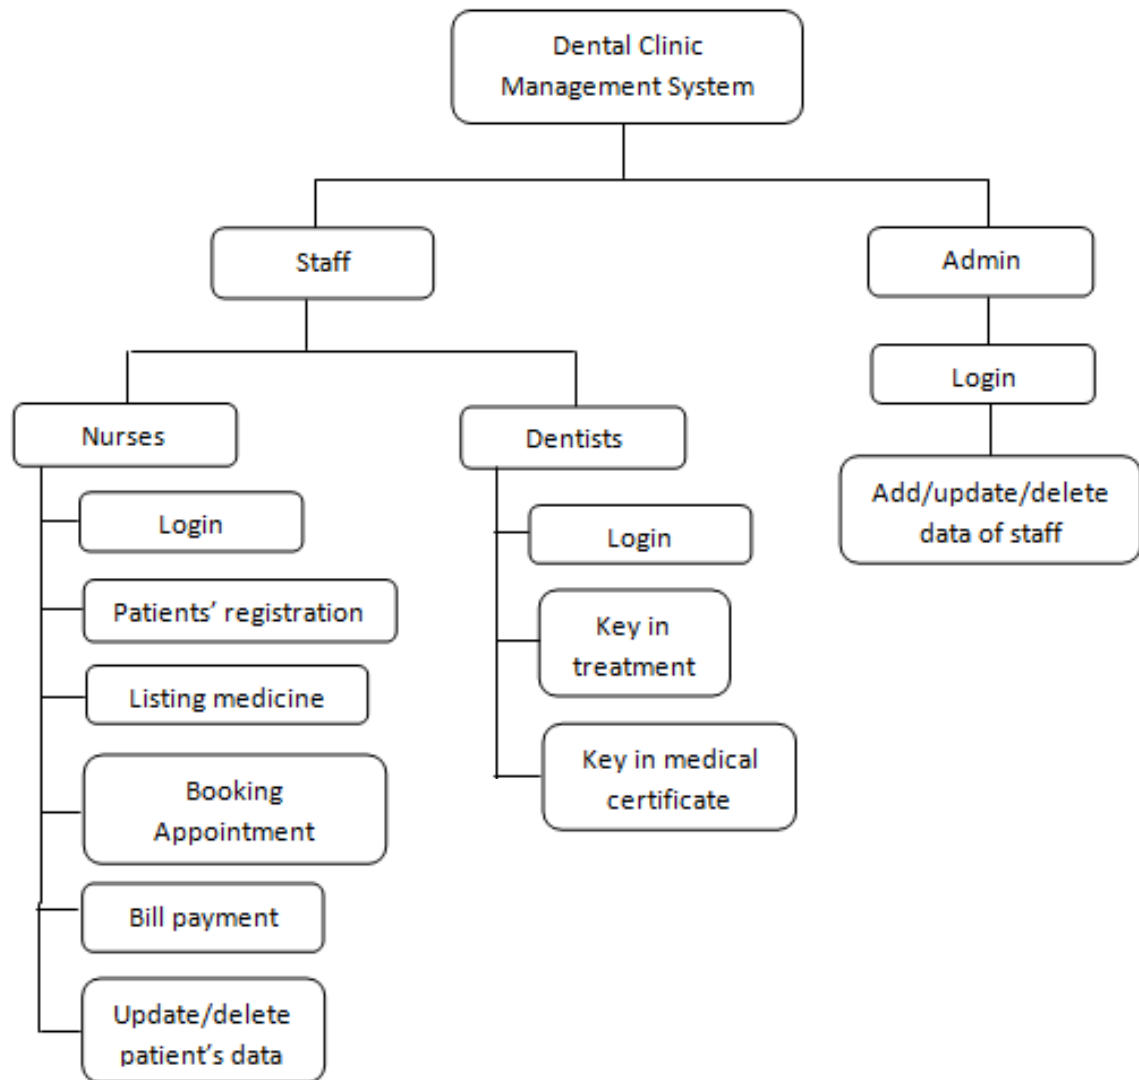 Dental Clinic
Management System
Staff
Admin
Login
Add/update/delete
data of staff
Nurses
Login
Patients’ registration
Listing medicine
Booking
Appointment
Bill payment
Update/delete
patient’s data
Dentists
Login
Key in
treatment
Key in medical
certificate